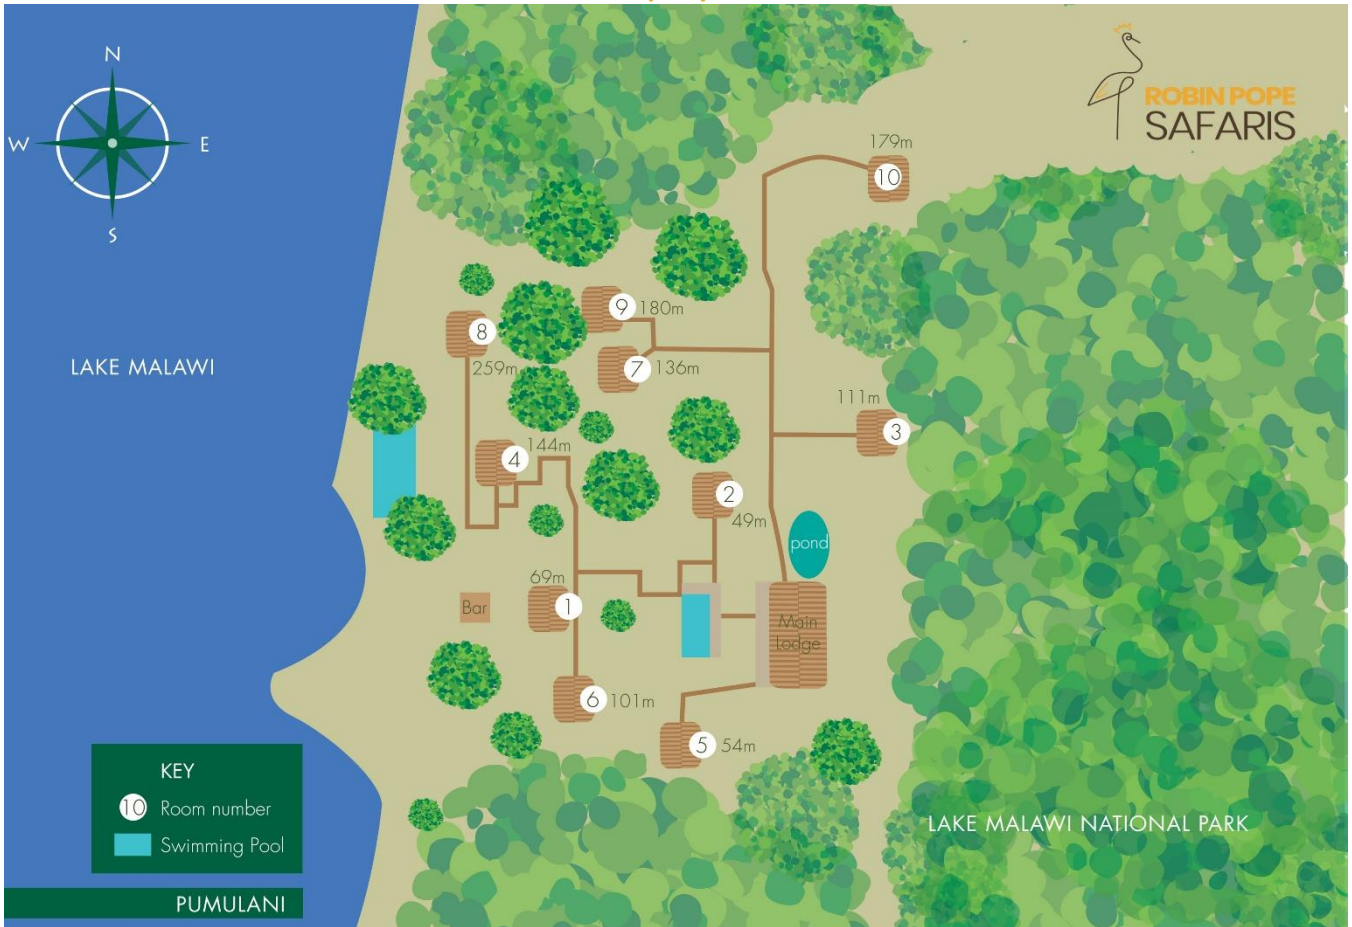 N
W
E
S
ROBIN POPE
SAFARIS
179m
10
9
180m
8
259m
7
136m
LAKE MALAWI
111m
3
144m
4
2
49m
pond
69m
1
Bar
Main
Lodge
6
101m
5
54m
KEY
10 Room number
Swimming Pool
PUMULANI
LAKE MALAWI NATIONAL PARK